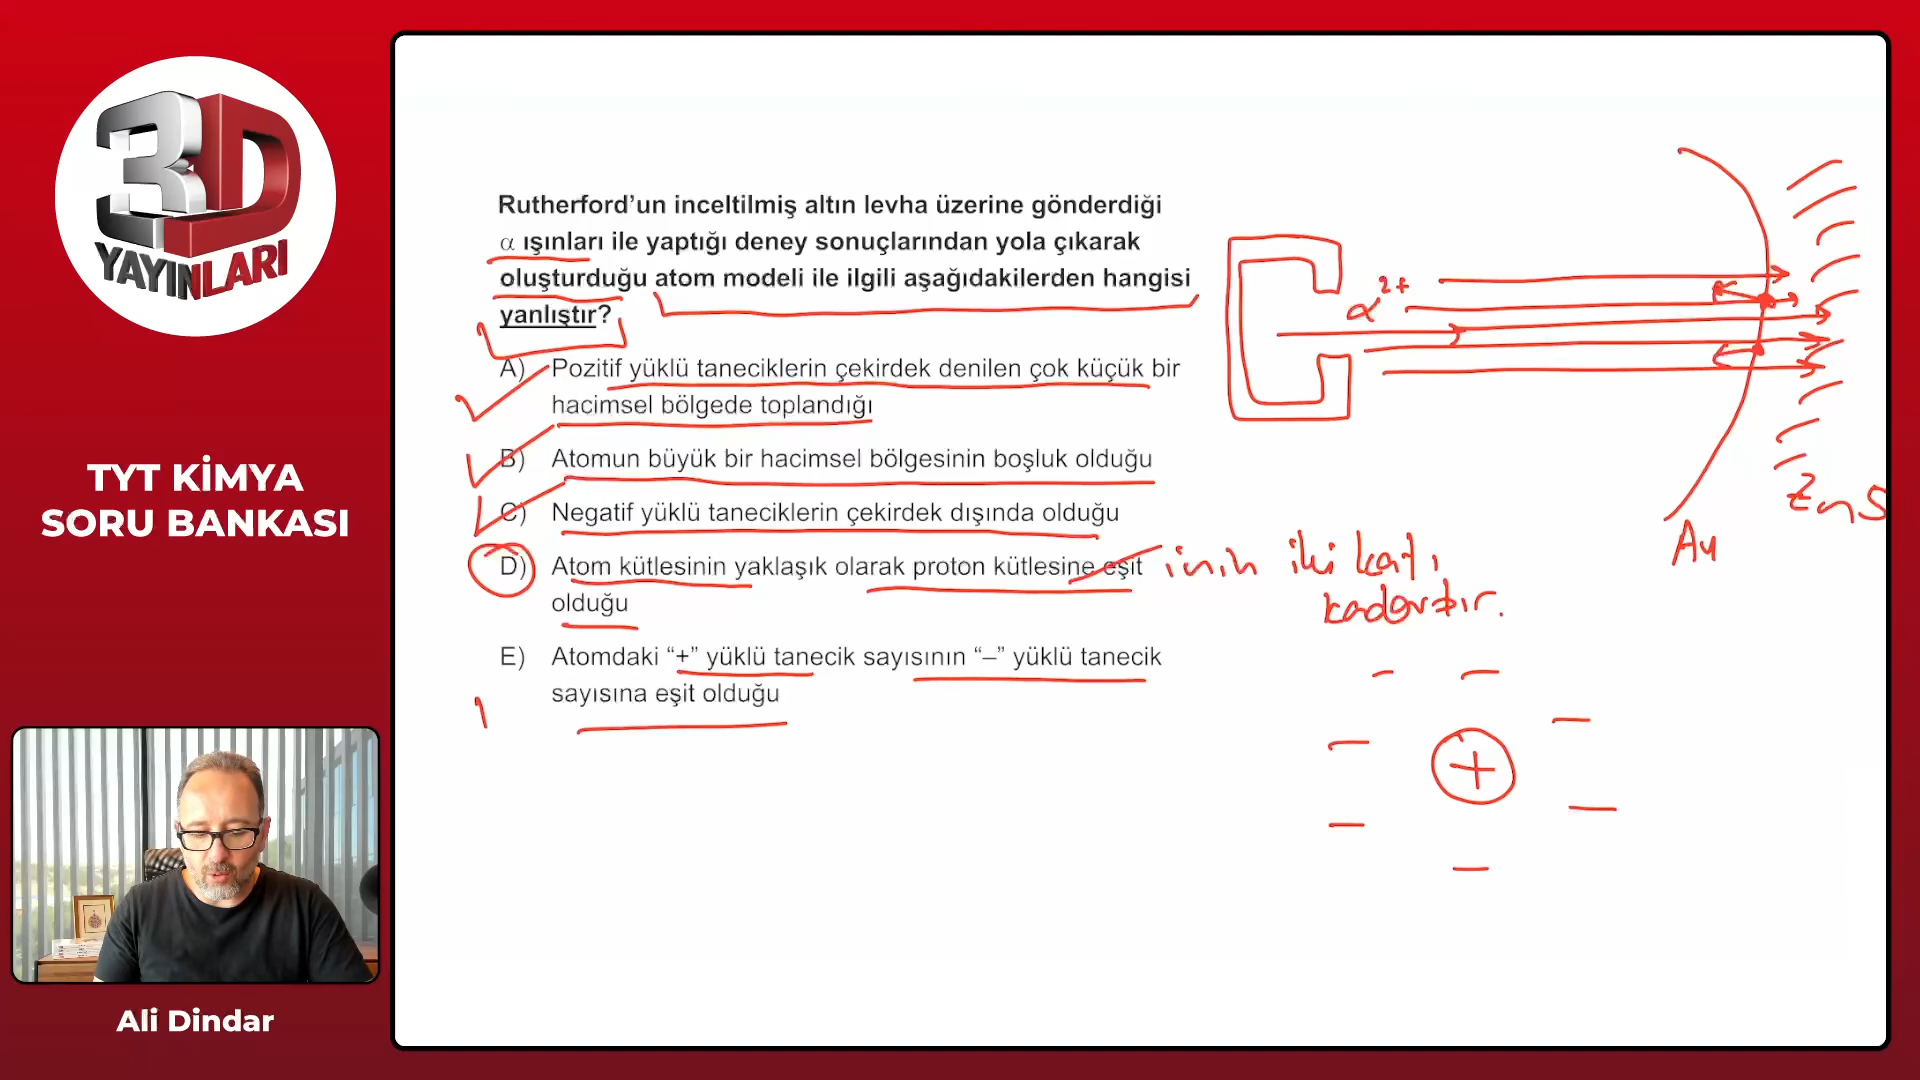 3D
YAYINLARI
TYT KİMYA
SORU BANKASI
Ali Dindar
Rutherford’un inceltilmiş altın levha üzerine gönderdiği
α ışınları ile yaptığı deney sonuçlarından yola çıkarak
oluşturduğu atom modeli ile ilgili aşağıdakilerden hangisi
yanlıştır?
A) Pozitif yüklü taneciklerin çekirdek denilen çok küçük bir
hacimsel bölgede toplandığı
B) Atomun büyük bir hacimsel bölgesinin boşluk olduğu
C) Negatif yüklü taneciklerin çekirdek dışında olduğu
D) Atom kütlesinin yaklaşık olarak proton kütlesine eşit
olduğu
E) Atomdaki “+” yüklü tanecik sayısının “–” yüklü tanecik
sayısına eşit olduğu
α2+
ZnS
Au
inin iki katı
kadardır.
+